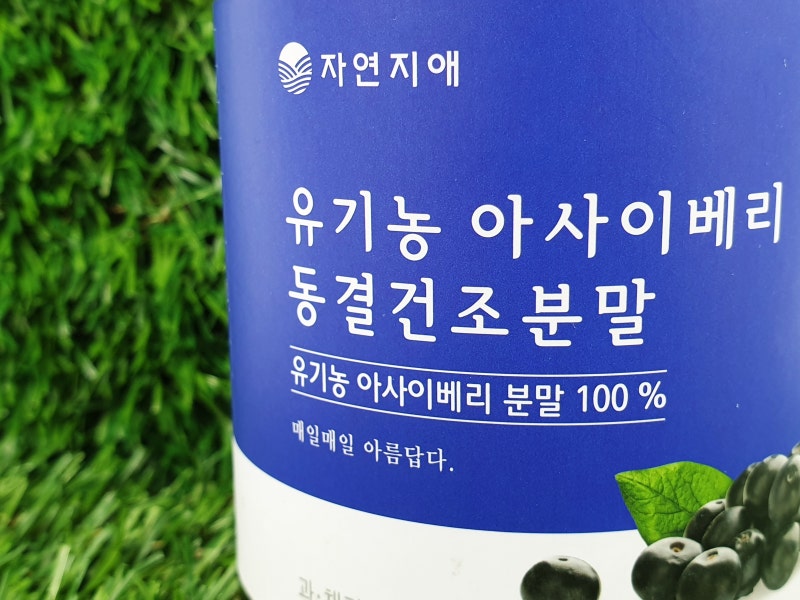 자연지애
유기농 아사이베리
동결건조분말
유기농 아사이베리 분말 100 %
매일매일 아름답다.